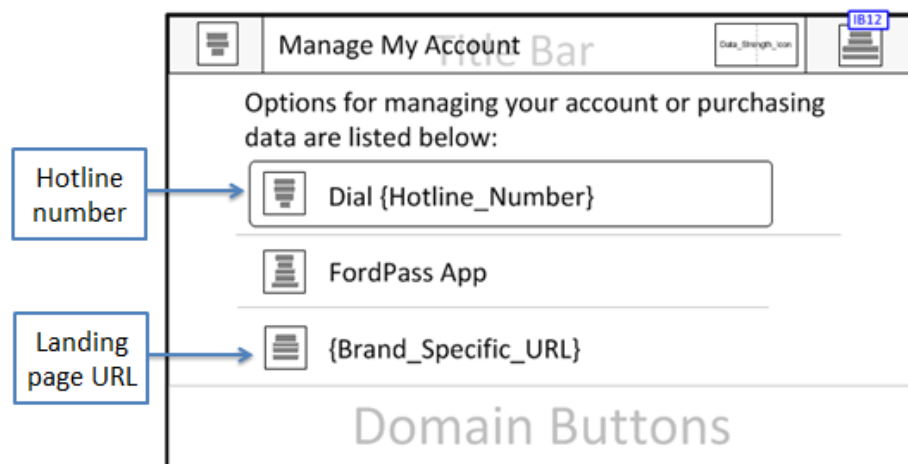 IB12
Manage My Account
Title Bar
Data_Strength_Icon
Options for managing your account or purchasing
data are listed below:
Hotline
number
Dial {Hotline_Number}
FordPass App
Landing
page URL
{Brand_Specific_URL}
Domain Buttons